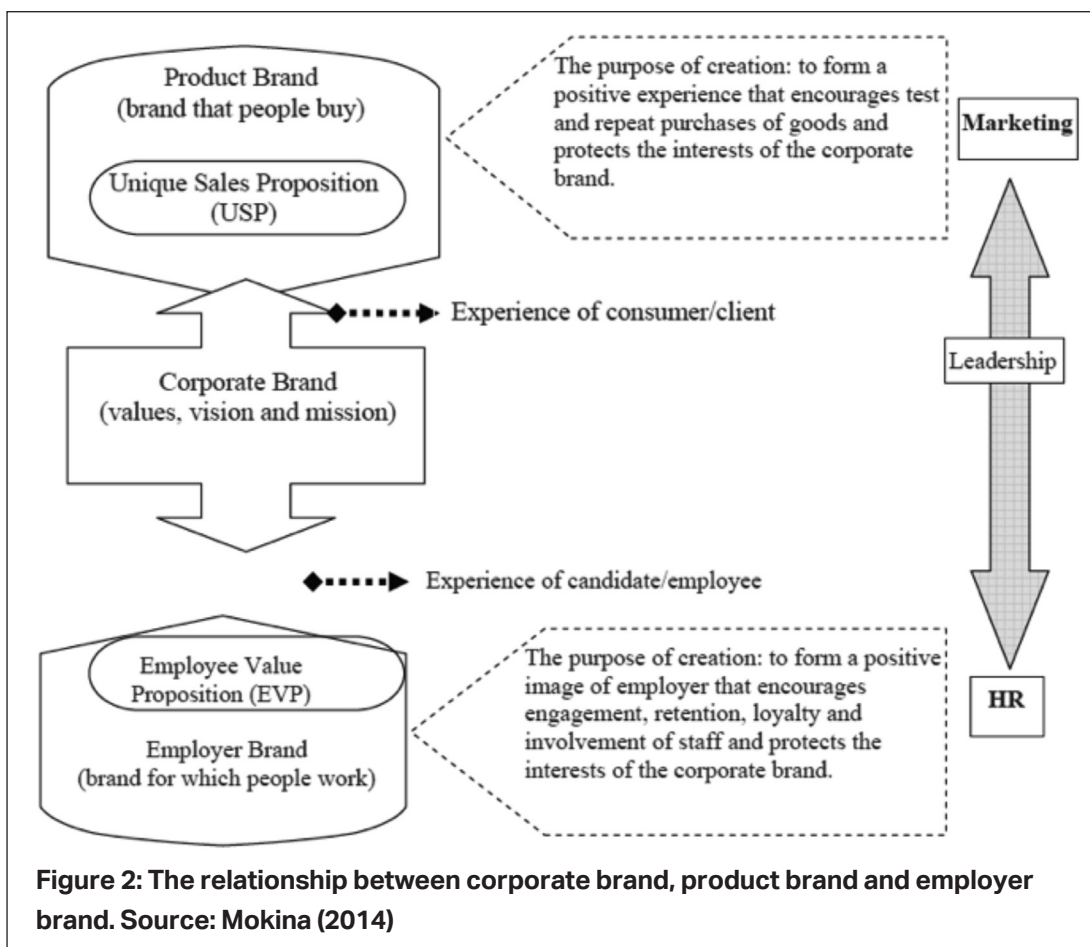 Product Brand
(brand that people buy)
Unique Sales Proposition
(USP)
The purpose of creation: to form a
positive experience that encourages test
and repeat purchases of goods and
protects the interests of the corporate
brand.
Marketing
Experience of consumer/client
Leadership
Corporate Brand
(values, vision and mission)
Experience of candidate/employee
Employee Value
Proposition (EVP)
Employer Brand
(brand for which people work)
The purpose of creation: to form a positive
image of employer that encourages
engagement, retention, loyalty and
involvement of staff and protects the
interests of the corporate brand.
HR
Figure 2: The relationship between corporate brand, product brand and employer
brand. Source: Mokina (2014)